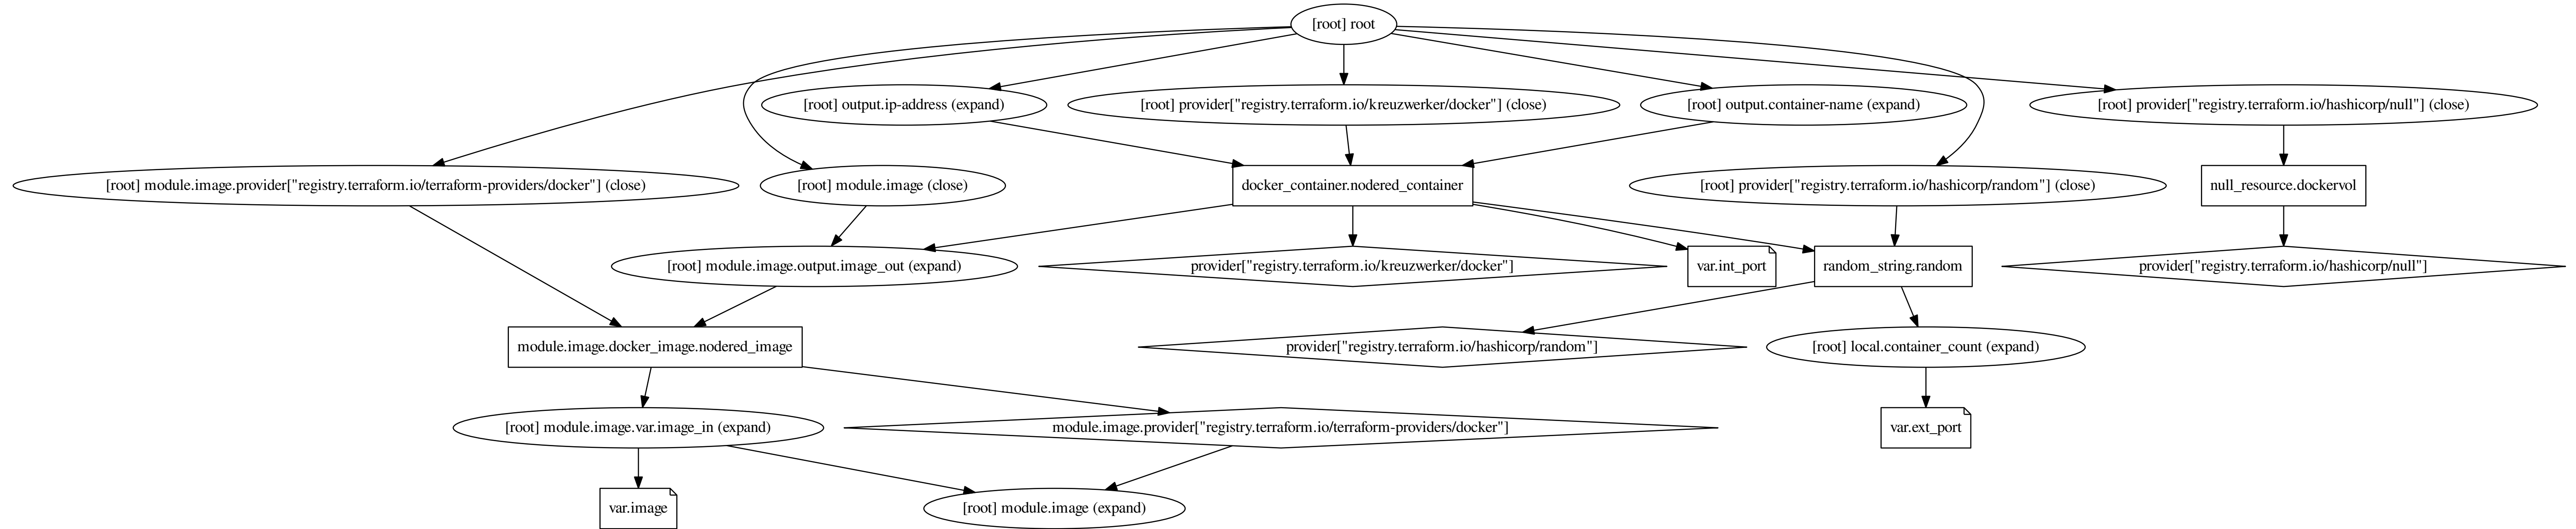 [root] root
[root] output.ip-address (expand)
[root] provider["registry.terraform.io/kreuzwerker/docker"] (close)
[root] output.container-name (expand)
[root] provider["registry.terraform.io/hashicorp/null"] (close)
[root] module.image.provider["registry.terraform.io/terraform-providers/docker"] (close)
[root] module.image (close)
docker_container.nodered_container
[root] provider["registry.terraform.io/hashicorp/random"] (close)
null_resource.dockervol
[root] module.image.output.image_out (expand)
provider["registry.terraform.io/kreuzwerker/docker"]
var.int_port
random_string.random
provider["registry.terraform.io/hashicorp/null"]
module.image.docker_image.nodered_image
provider["registry.terraform.io/hashicorp/random"]
[root] local.container_count (expand)
[root] module.image.var.image_in (expand)
module.image.provider["registry.terraform.io/terraform-providers/docker"]
var.ext_port
var.image
[root] module.image (expand)